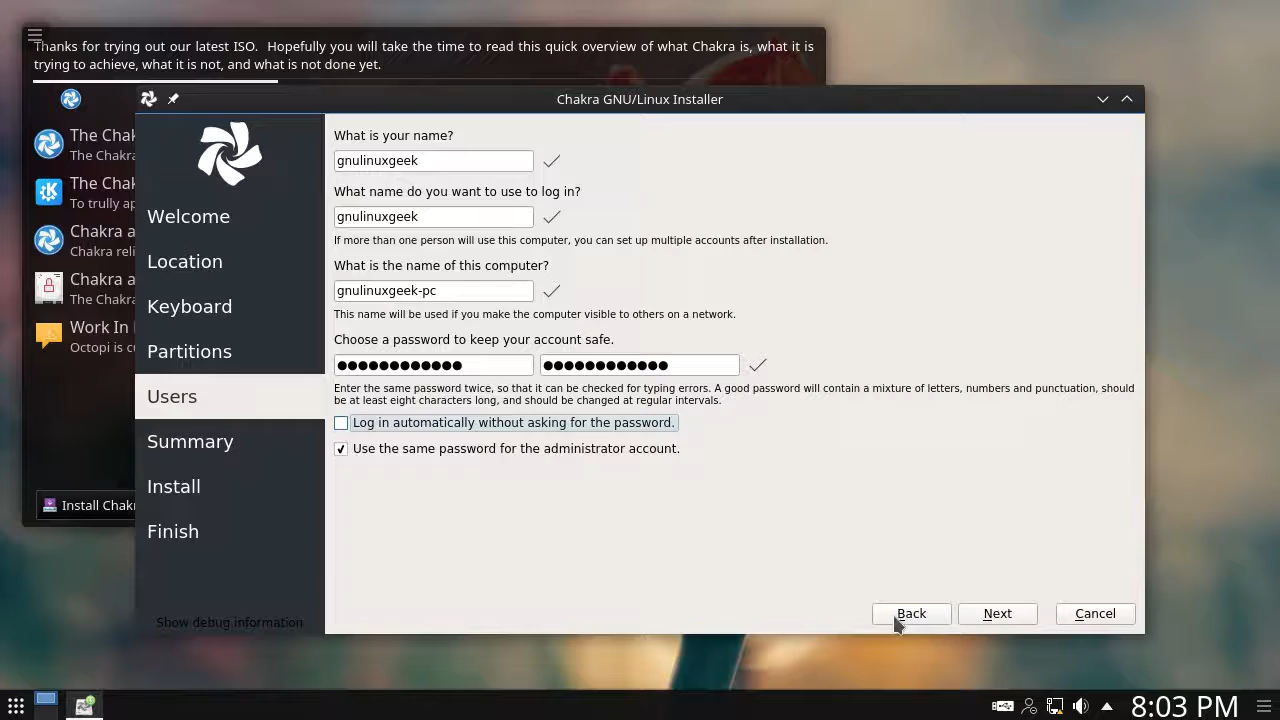 Thanks for trying out our latest ISO. Hopefully you will take the time to read this quick overview of what Chakra is, what it is
trying to achieve, what it is not, and what is not done yet.
Chakra GNU/Linux Installer
The Chak
The Chakra
The Chak
To trully ap
Chakra a
Chakra reli
Chakra a
The Chakra
Work In
Octopi is cu
Install Chakr
Welcome
Location
Keyboard
Partitions
Users
Summary
Install
Finish
Show debug information
What is your name?
gnulinuxgeek
What name do you want to use to log in?
gnulinuxgeek
If more than one person will use this computer, you can set up multiple accounts after installation.
What is the name of this computer?
gnulinuxgeek-pc
This name will be used if you make the computer visible to others on a network.
Choose a password to keep your account safe.
●●●●●●●●●●●● ●●●●●●●●●●●●
Enter the same password twice, so that it can be checked for typing errors. A good password will contain a mixture of letters, numbers and punctuation, should
be at least eight characters long, and should be changed at regular intervals.
Log in automatically without asking for the password.
Use the same password for the administrator account.
Back Next Cancel
8:03 PM